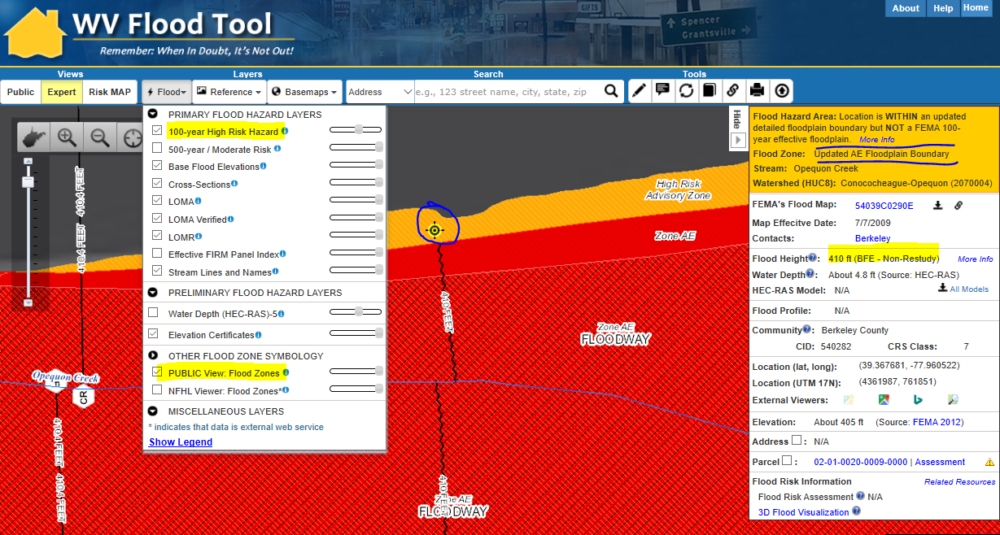 WV Flood Tool
Remember: When In Doubt, It's Not Out!
GIFTS
Spencer
Grantsville
About Help Home
Views Layers Search Tools
Public Expert Risk MAP Flood Reference Basemaps Address e.g., 123 street name, city, state, zip
PRIMARY FLOOD HAZARD LAYERS
100-year High Risk Hazard
500-year / Moderate Risk
Base Flood Elevations
Cross-Sections
LOMA
LOMA Verified
LOMR
Effective FIRM Panel Index
Stream Lines and Names
PRELIMINARY FLOOD HAZARD LAYERS
Water Depth (HEC-RAS)-5
Elevation Certificates
OTHER FLOOD ZONE SYMBOLOGY
PUBLIC View: Flood Zones
NFHL Viewer: Flood Zones*
MISCELLANEOUS LAYERS
* indicates that data is external web service
Show Legend
410.4 FEET 410.4 FEET
Opequon Creek
n
CR
410.4 FEET 410.4 FEET
High Risk
Advisory Zone
Zone AE
410 FEET
Zone AE
FLOODWAY
410 FEET
Zone AE
FLOODWAY
Hide
Flood Hazard Area: Location is WITHIN an updated
detailed floodplain boundary but NOT a FEMA 100-
year effective floodplain. More Info
Flood Zone: Updated AE Floodplain Boundary
Stream: Opequon Creek
Watershed (HUC8): Conococheague-Opequon (2070004)
FEMA's Flood Map: 54039C0290E
Map Effecitve Date: 7/7/2009
Contacts: Berkeley
Flood Height: 410 ft (BFE - Non-Restudy) More Info
Water Depth: About 4.8 ft (Source: HEC-RAS)
HEC-RAS Model: N/A All Models
Flood Profile: N/A
Community: Berkeley County
CID: 540282 CRS Class: 7
Location (lat, long): (39.367681, -77.960522)
Location (UTM 17N): (4361987, 761851)
External Viewers:
Elevation: About 405 ft (Source: FEMA 2012)
Address : N/A
Parcel : 02-01-0020-0009-0000 | Assessment
Flood Risk Information Related Resources
Flood Risk Assessment N/A
3D Flood Visualization